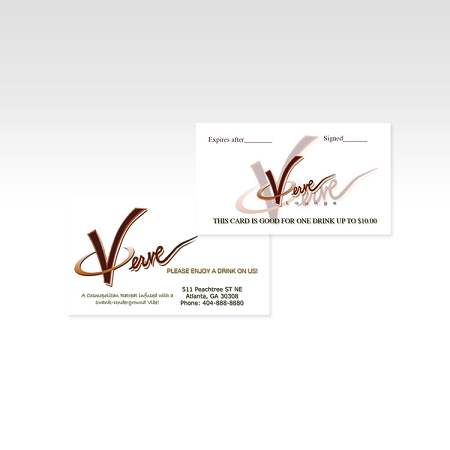 Expires after_______ Signed_______
Verve
Verve
Lounge
THIS CARD IS GOOD FOR ONE DRINK UP TO $10.00
Verve
PLEASE ENJOY A DRINK ON US!
A Cosmopolitan Retreat infused with a
swank-underground Vibe!
511 Peachtree ST NE
Atlanta, GA 30308
Phone: 404-888-8880